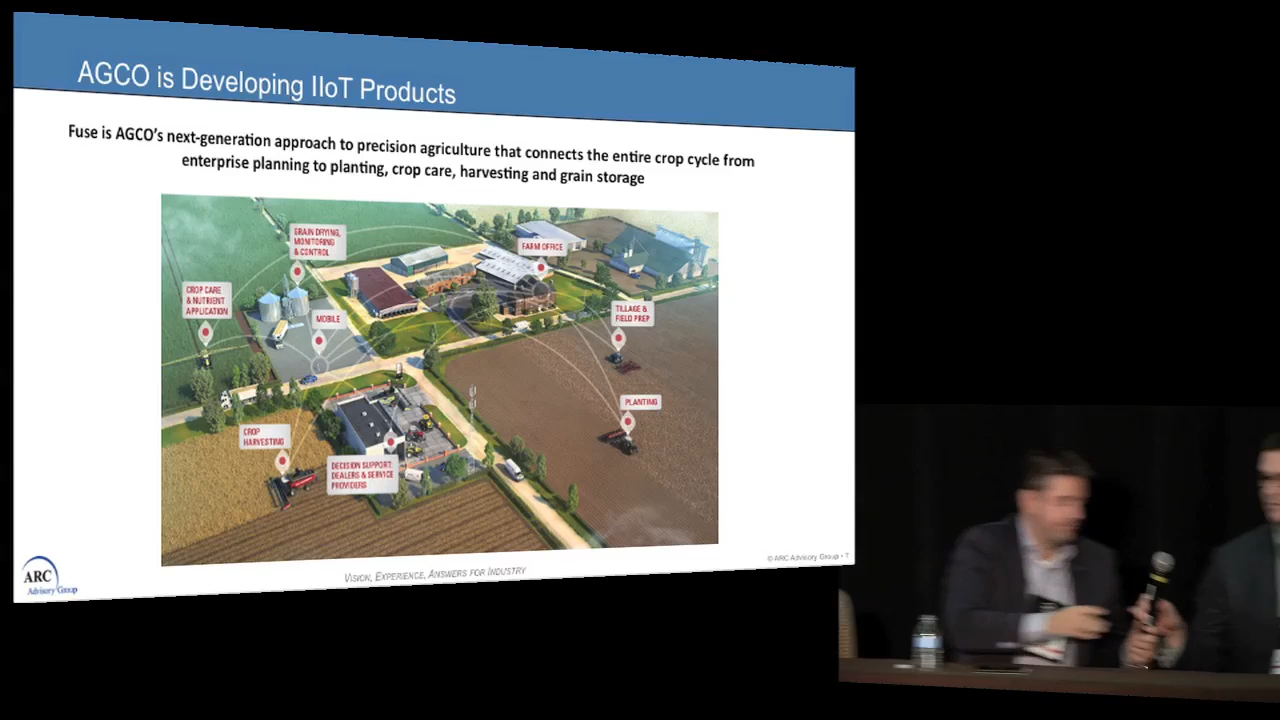 AGCO is Developing IIoT Products
Fuse is AGCO's next-generation approach to precision agriculture that connects the entire crop cycle from
enterprise planning to planting, crop care, harvesting and grain storage
GRAIN DRYING,
MONITORING
& CONTROL
FARM OFFICE
CROP CARE
& NUTRIENT
APPLICATION
MOBILE
TILLAGE &
FIELD PREP
PLANTING
CROP
HARVESTING
DECISION SUPPORT:
DEALERS & SERVICE
PROVIDERS
ARC
Advisory Group
VISION, EXPERIENCE, ANSWERS FOR INDUSTRY
© ARC Advisory Group • 7